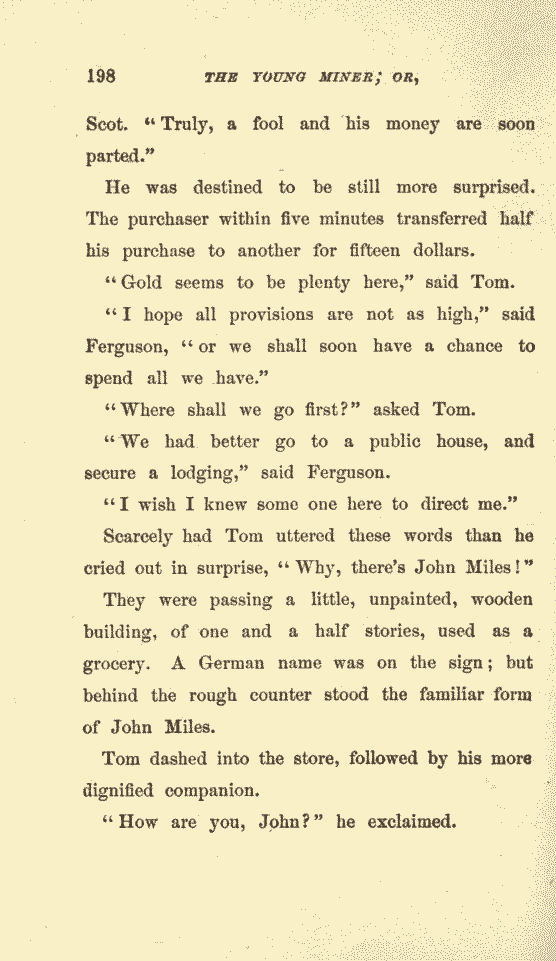 198 THE YOUNG MINER; OR,
Scot. “Truly, a fool and his money are soon
parted.”
He was destined to be still more surprised.
The purchaser within five minutes transferred half
his purchase to another for fifteen dollars.
“Gold seems to be plenty here,” said Tom.
“I hope all provisions are not as high,” said
Ferguson, “or we shall soon have a chance to
spend all we have.”
“Where shall we go first?” asked Tom.
“We had better go to a public house, and
secure a lodging,” said Ferguson.
“I wish I knew some one here to direct me.”
Scarcely had Tom uttered these words than he
cried out in surprise, “Why, there’s John Miles!”
They were passing a little, unpainted, wooden
building, of one and a half stories, used as a
grocery. A German name was on the sign; but
behind the rough counter stood the familiar form
of John Miles.
Tom dashed into the store, followed by his more
dignified companion.
“How are you, John?” he exclaimed.